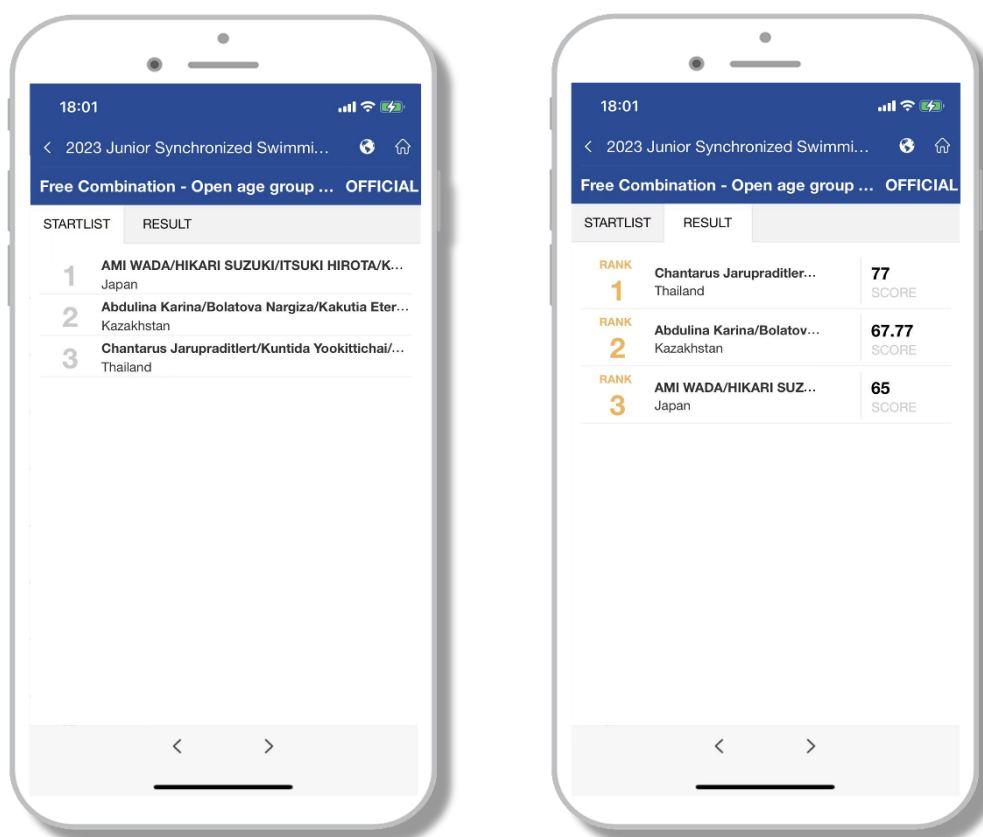 18:01
2023 Junior Synchronized Swimmi...
Free Combination - Open age group ... OFFICIAL
STARTLIST RESULT
1 AMI WADA/HIKARI SUZUKI/ITSUKI HIROTA/K...
Japan
2 Abdulina Karina/Bolatova Nargiza/Kakutia Eter...
Kazakhstan
3 Chantarus Jarupraditlert/Kuntida Yookittichai/...
Thailand
18:01
2023 Junior Synchronized Swimmi...
Free Combination - Open age group ... OFFICIAL
STARTLIST RESULT
RANK
1 Chantarus Jarupraditler... 77
Thailand SCORE
RANK
2 Abdulina Karina/Bolatov... 67.77
Kazakhstan SCORE
RANK
3 AMI WADA/HIKARI SUZ... 65
Japan SCORE